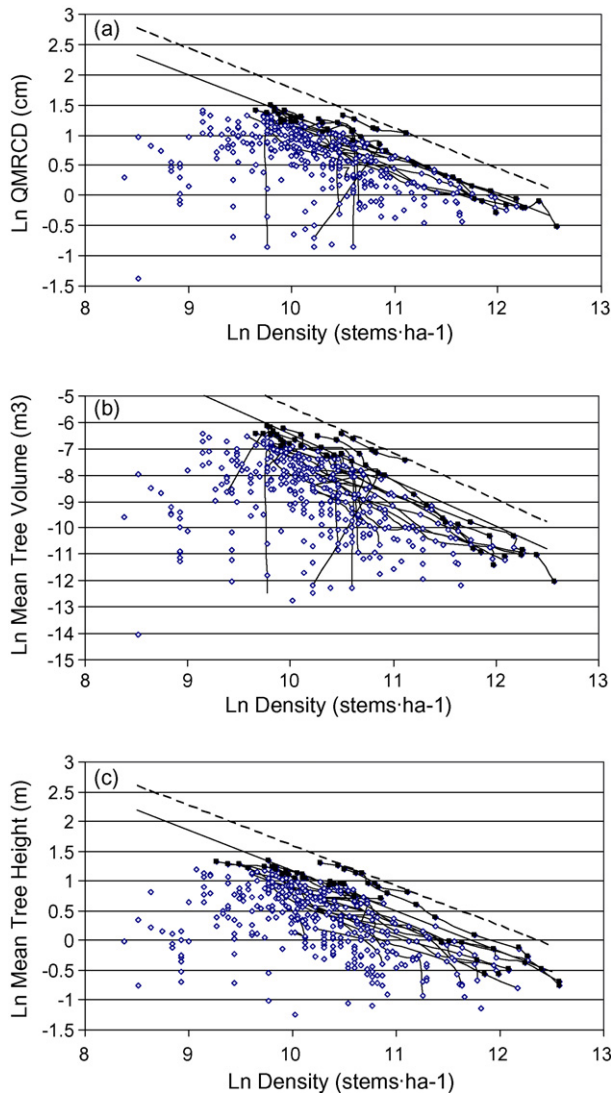 (a)
Ln QMRCD (cm)
3
2.5
2
1.5
1
0.5
0
-0.5
-1
-1.5
8 9 10 11 12 13
Ln Density (stems·ha-1)
(b)
Ln Mean Tree Volume (m3)
-5
-6
-7
-8
-9
-10
-11
-12
-13
-14
-15
8 9 10 11 12 13
Ln Density (stems·ha-1)
(c)
Ln Mean Tree Height (m)
3
2.5
2
1.5
1
0.5
0
-0.5
-1
-1.5
8 9 10 11 12 13
Ln Density (stems·ha-1)